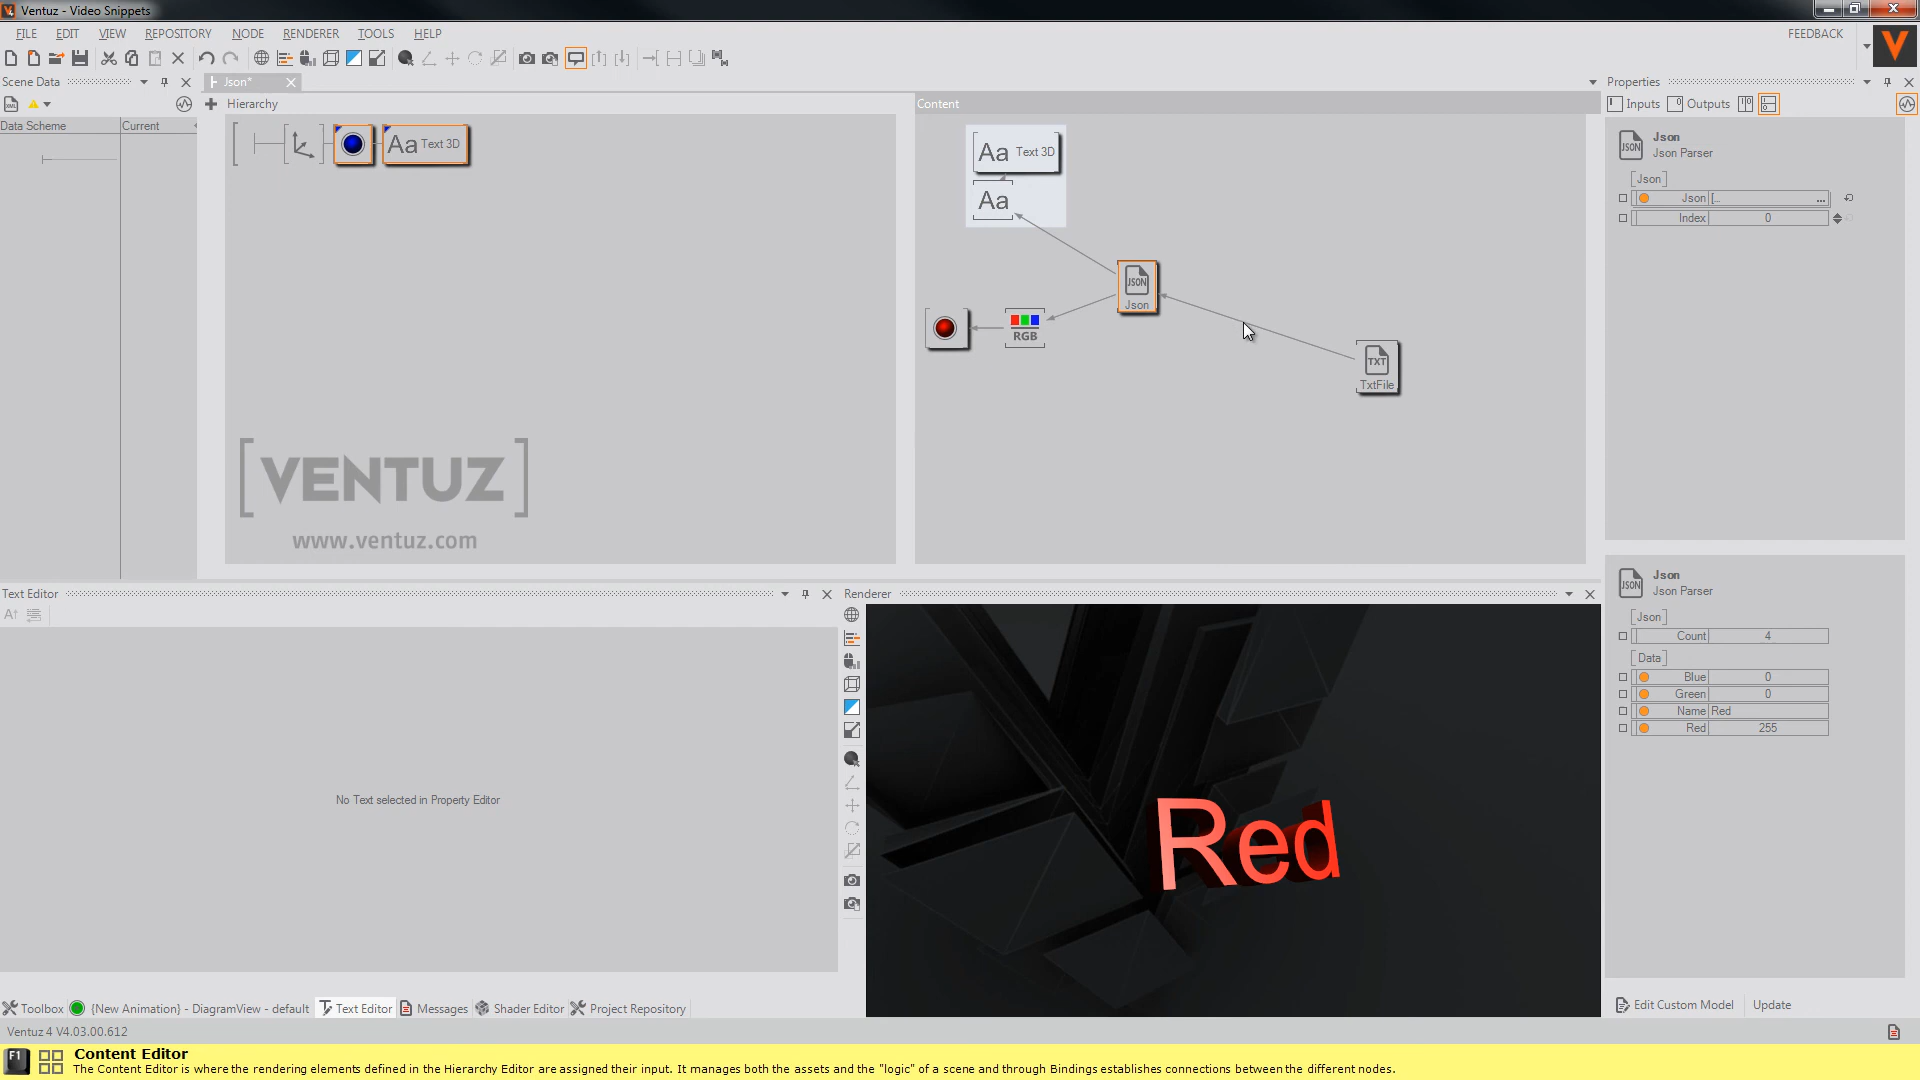 Ventuz - Video Snippets
FILE EDIT VIEW REPOSITORY NODE RENDERER TOOLS HELP
FEEDBACK
Scene Data
Json*
Properties
Hierarchy
Content
Inputs Outputs
Data Scheme Current
Aa Text 3D
Aa Text 3D
Aa
JSON
Json
RGB
TXT
TxtFile
JSON
Json
Json Parser
[Json]
Json [... ...
Index 0
[VENTUZ]
www.ventuz.com
JSON
Json
Json Parser
[Json]
Count 4
[Data]
Blue 0
Green 0
Name Red
Red 255
Text Editor
Renderer
No Text selected in Property Editor
Red
Toolbox {New Animation} - DiagramView - default Text Editor Messages Shader Editor Project Repository
Edit Custom Model Update
Ventuz 4 V4.03.00.612
F1
Content Editor
The Content Editor is where the rendering elements defined in the Hierarchy Editor are assigned their input. It manages both the assets and the "logic" of a scene and through Bindings establishes connections between the different nodes.